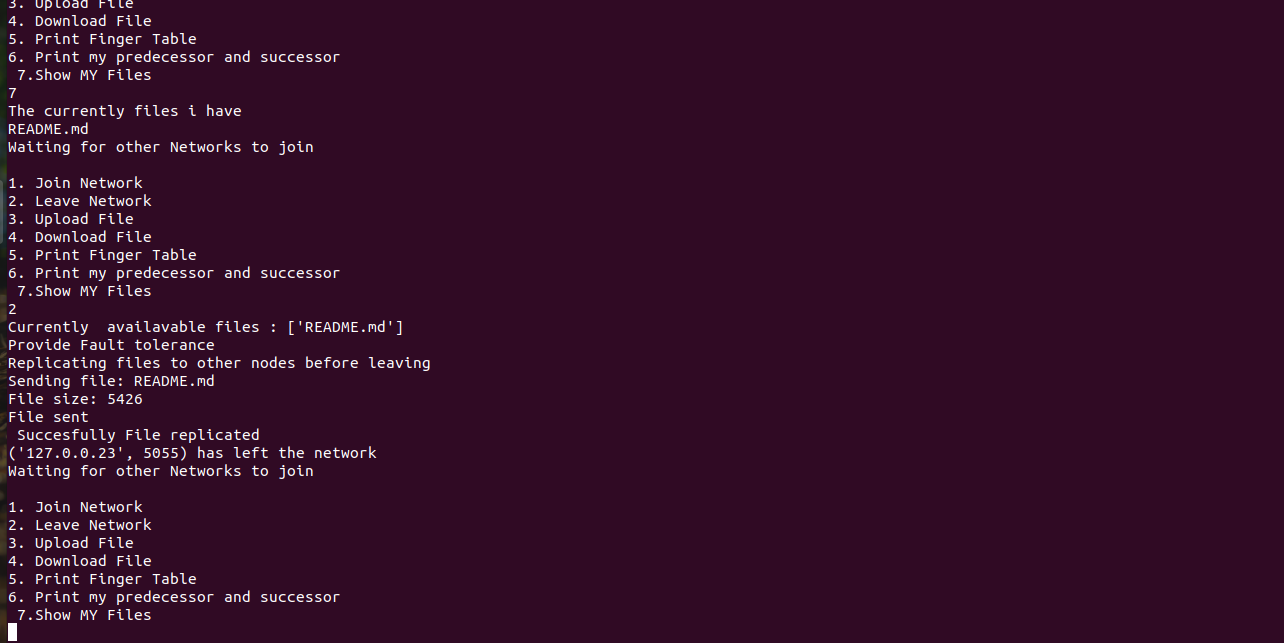 3. Upload File
4. Download File
5. Print Finger Table
6. Print my predecessor and successor
 7.Show MY Files
7
The currently files i have
README.md
Waiting for other Networks to join

1. Join Network
2. Leave Network
3. Upload File
4. Download File
5. Print Finger Table
6. Print my predecessor and successor
 7.Show MY Files
2
Currently  availavable files : ['README.md']
Provide Fault tolerance
Replicating files to other nodes before leaving
Sending file: README.md
File size: 5426
File sent
 Succesfully File replicated
('127.0.0.23', 5055) has left the network
Waiting for other Networks to join

1. Join Network
2. Leave Network
3. Upload File
4. Download File
5. Print Finger Table
6. Print my predecessor and successor
 7.Show MY Files